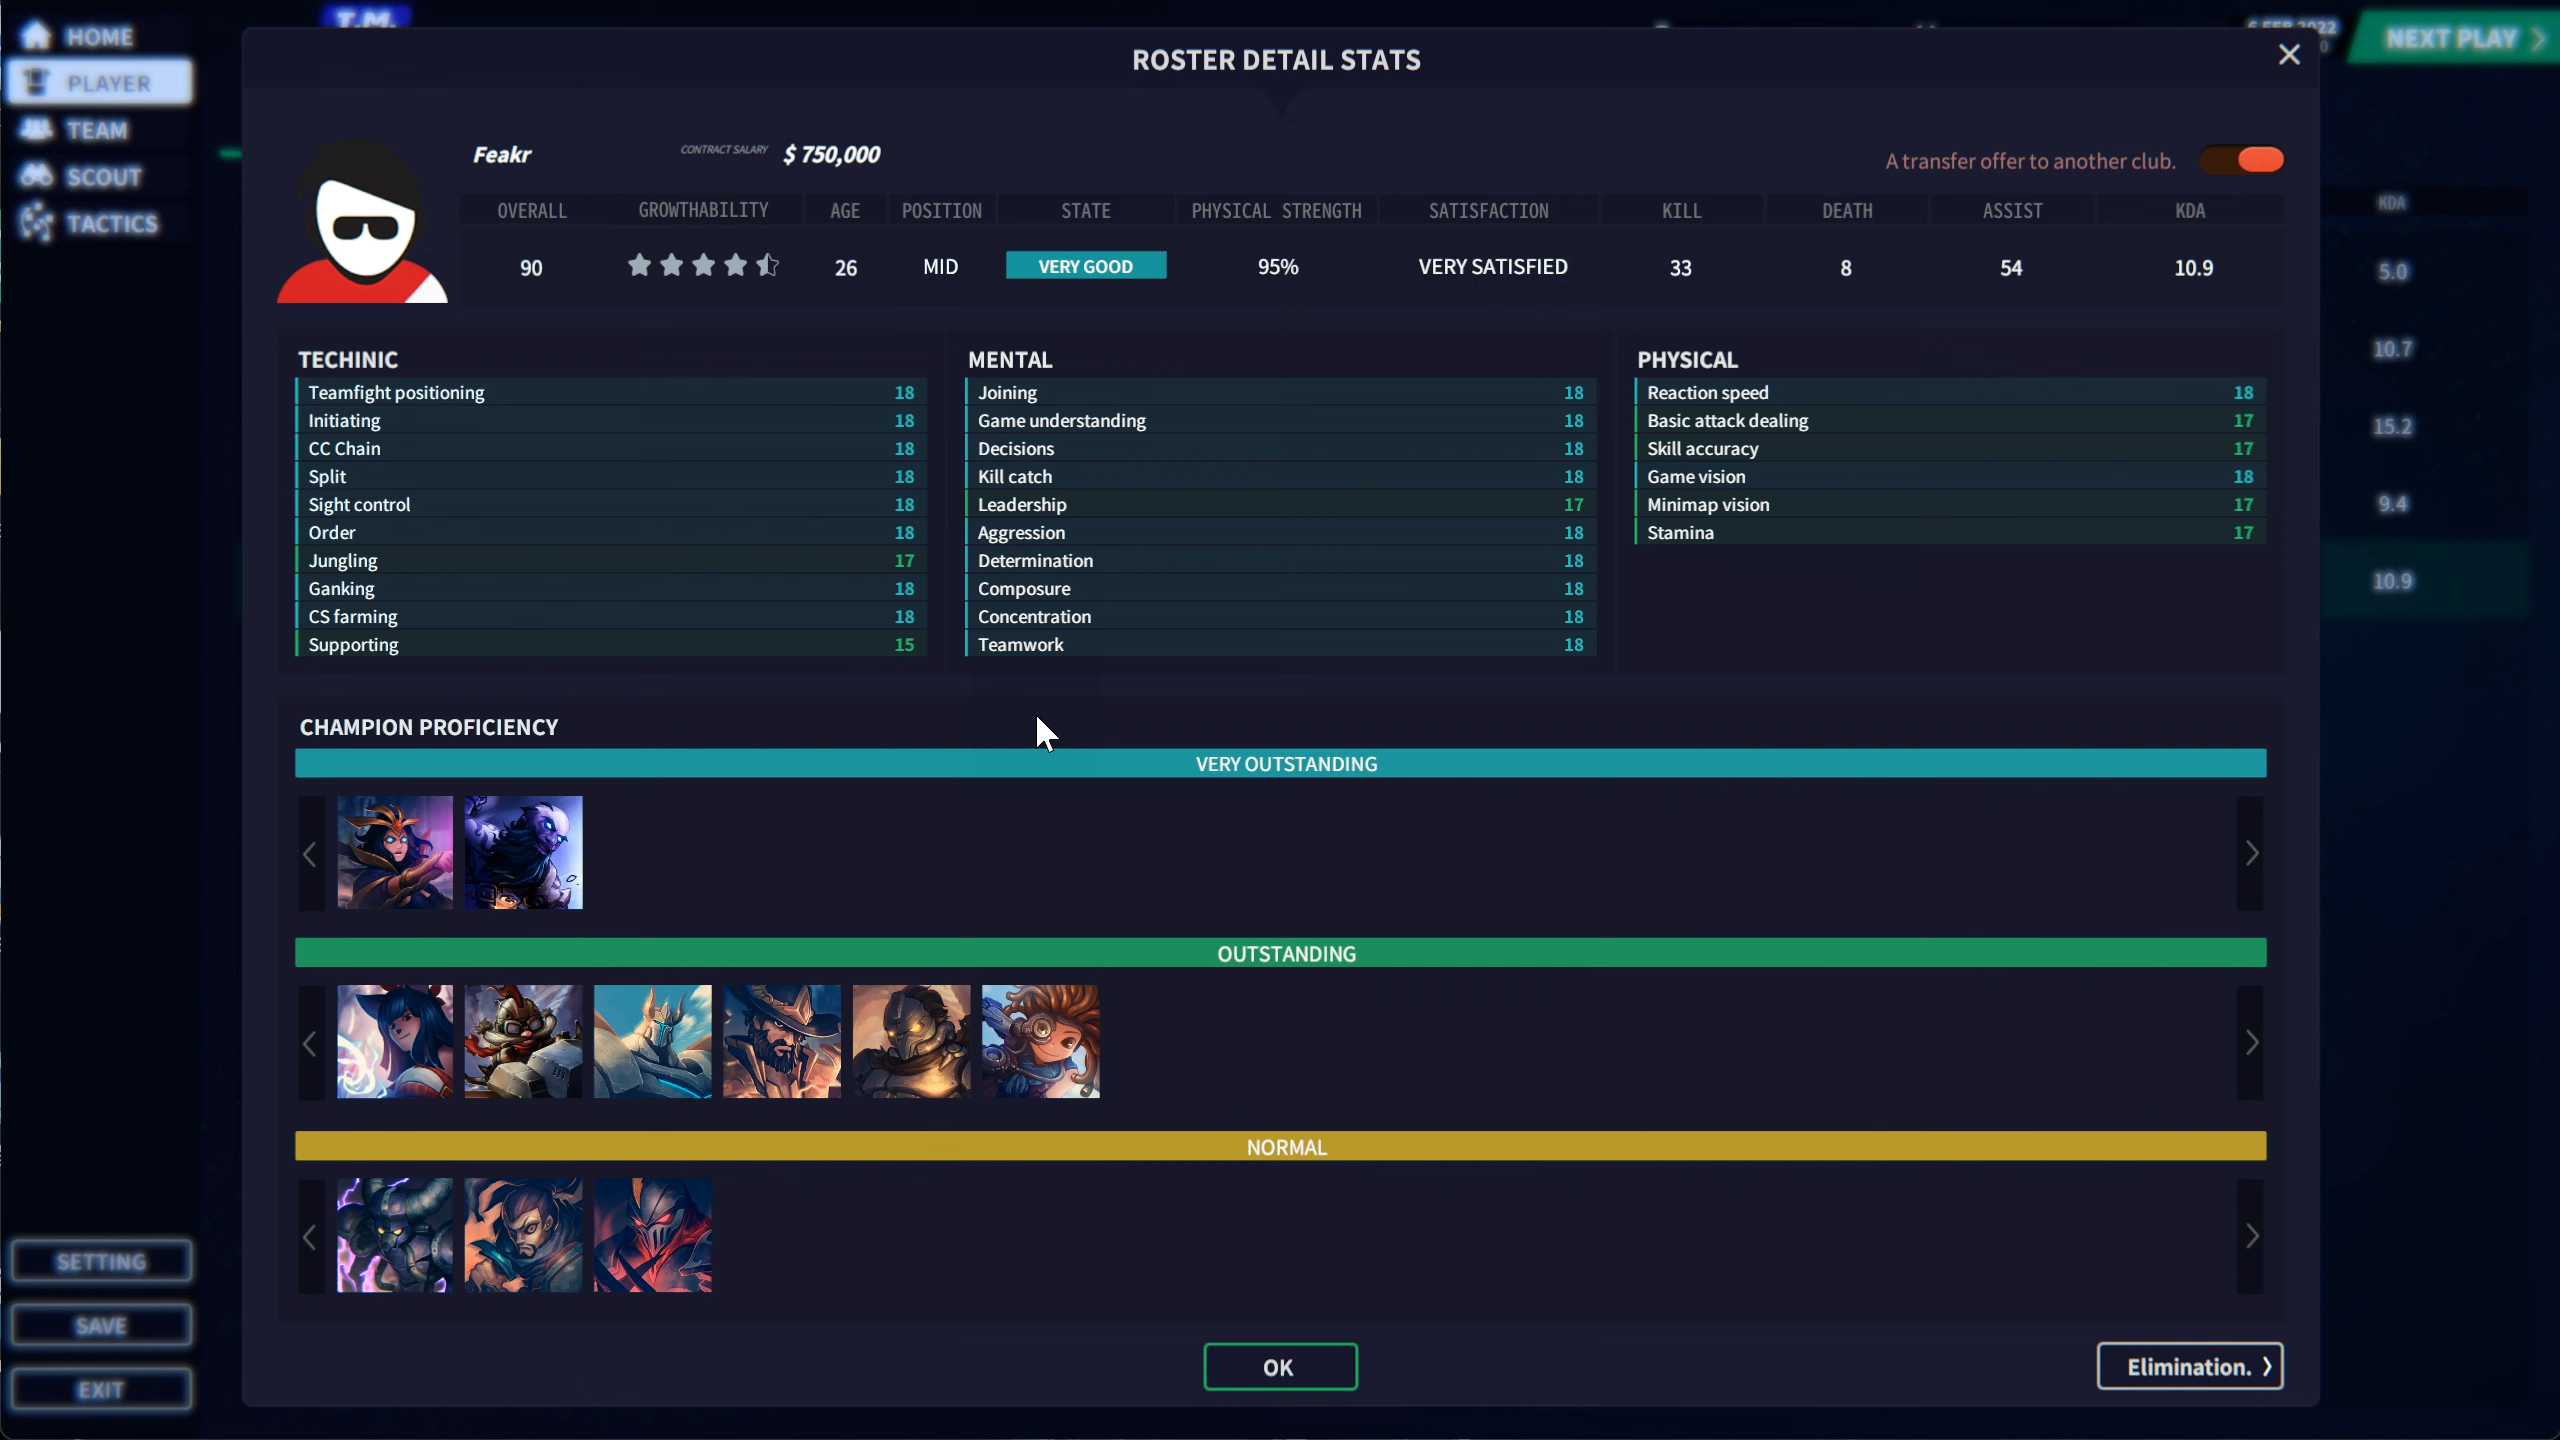 HOME
PLAYER
TEAM
SCOUT
TACTICS
T.M.
6 FEB 2022
NEXT PLAY
ROSTER DETAIL STATS
Feakr CONTRACT SALARY $ 750,000
A transfer offer to another club.
OVERALL GROWTHABILITY AGE POSITION STATE PHYSICAL STRENGTH SATISFACTION KILL DEATH ASSIST KDA
90 26 MID VERY GOOD 95% VERY SATISFIED 33 8 54 10.9
TECHINIC
Teamfight positioning 18
Initiating 18
CC Chain 18
Split 18
Sight control 18
Order 18
Jungling 17
Ganking 18
CS farming 18
Supporting 15
MENTAL
Joining 18
Game understanding 18
Decisions 18
Kill catch 18
Leadership 17
Aggression 18
Determination 18
Composure 18
Concentration 18
Teamwork 18
PHYSICAL
Reaction speed 18
Basic attack dealing 17
Skill accuracy 17
Game vision 18
Minimap vision 17
Stamina 17
KDA
5.0
10.7
15.2
9.4
10.9
CHAMPION PROFICIENCY
VERY OUTSTANDING
OUTSTANDING
NORMAL
OK
Elimination.
SETTING
SAVE
EXIT